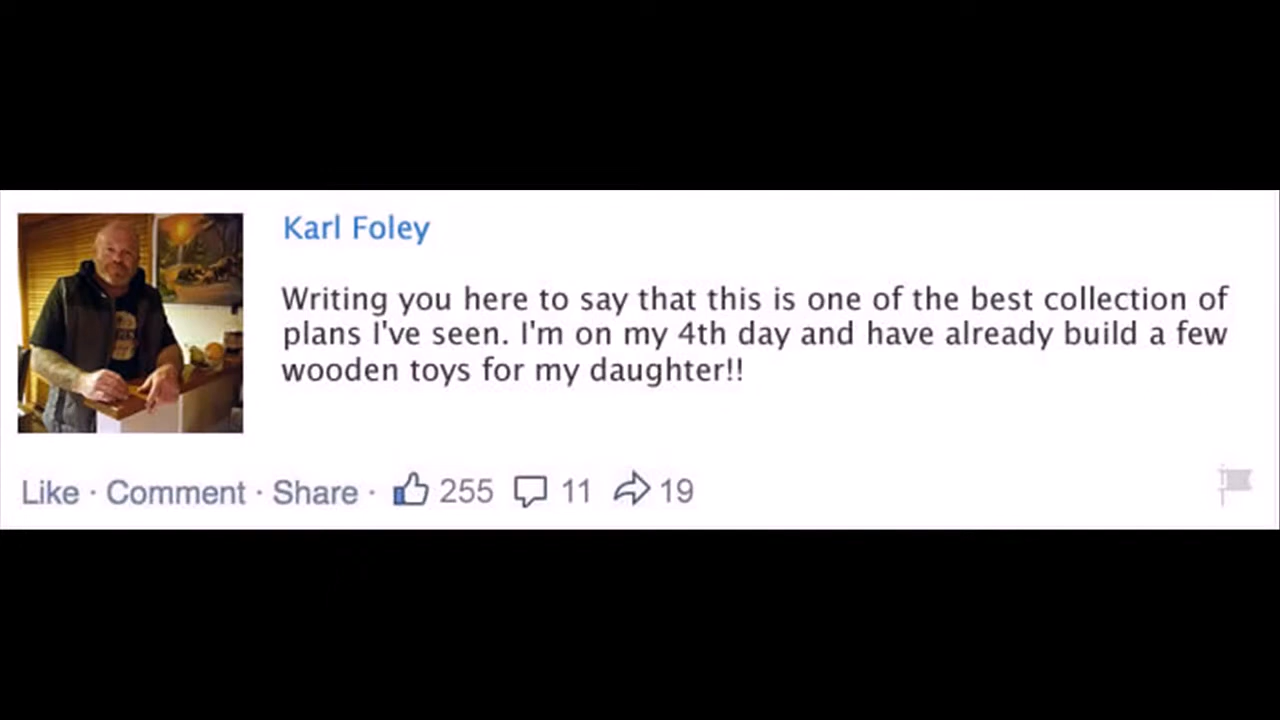 Karl Foley
Writing you here to say that this is one of the best collection of
plans I've seen. I'm on my 4th day and have already build a few
wooden toys for my daughter!!
Like · Comment · Share · 255 11 19